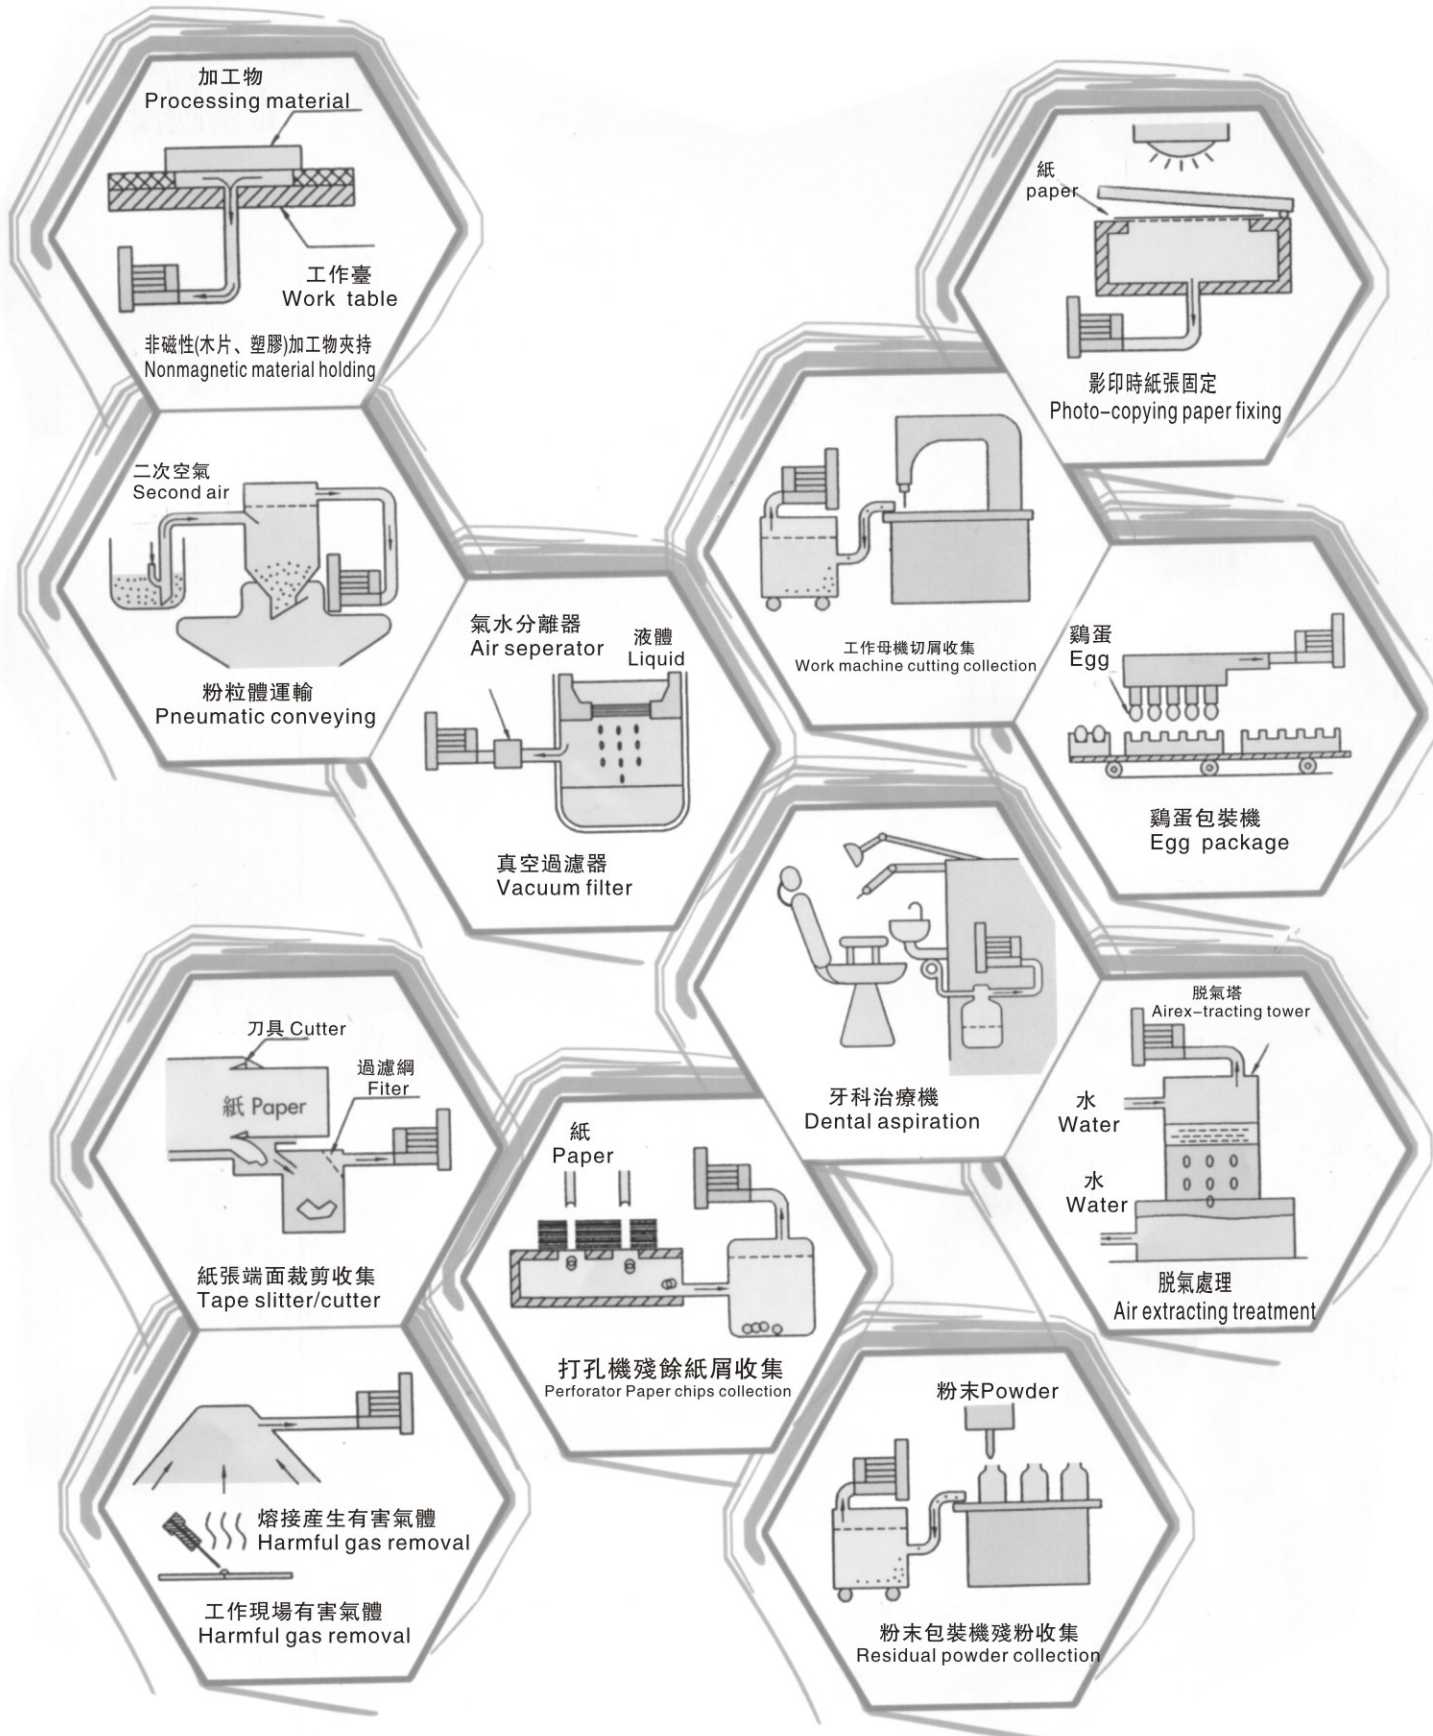 加工物
Processing material
工作臺
Work table
非磁性(木片、塑膠)加工物夾持
Nonmagnetic material holding
紙
paper
影印時紙張固定
Photo-copying paper fixing
二次空氣
Second air
粉粒體運輸
Pneumatic conveying
氣水分離器
Air seperator
液體
Liquid
真空過濾器
Vacuum filter
工作母機切屑收集
Work machine cutting collection
鷄蛋
Egg
鷄蛋包裝機
Egg package
牙科治療機
Dental aspiration
脱氣塔
Airex-tracting tower
水
Water
水
Water
脱氣處理
Air extracting treatment
刀具 Cutter
過濾綱
Fiter
紙 Paper
紙張端面裁剪收集
Tape slitter/cutter
紙
Paper
打孔機殘餘紙屑收集
Perforator Paper chips collection
熔接産生有害氣體
Harmful gas removal
工作現場有害氣體
Harmful gas removal
粉末Powder
粉末包裝機殘粉收集
Residual powder collection